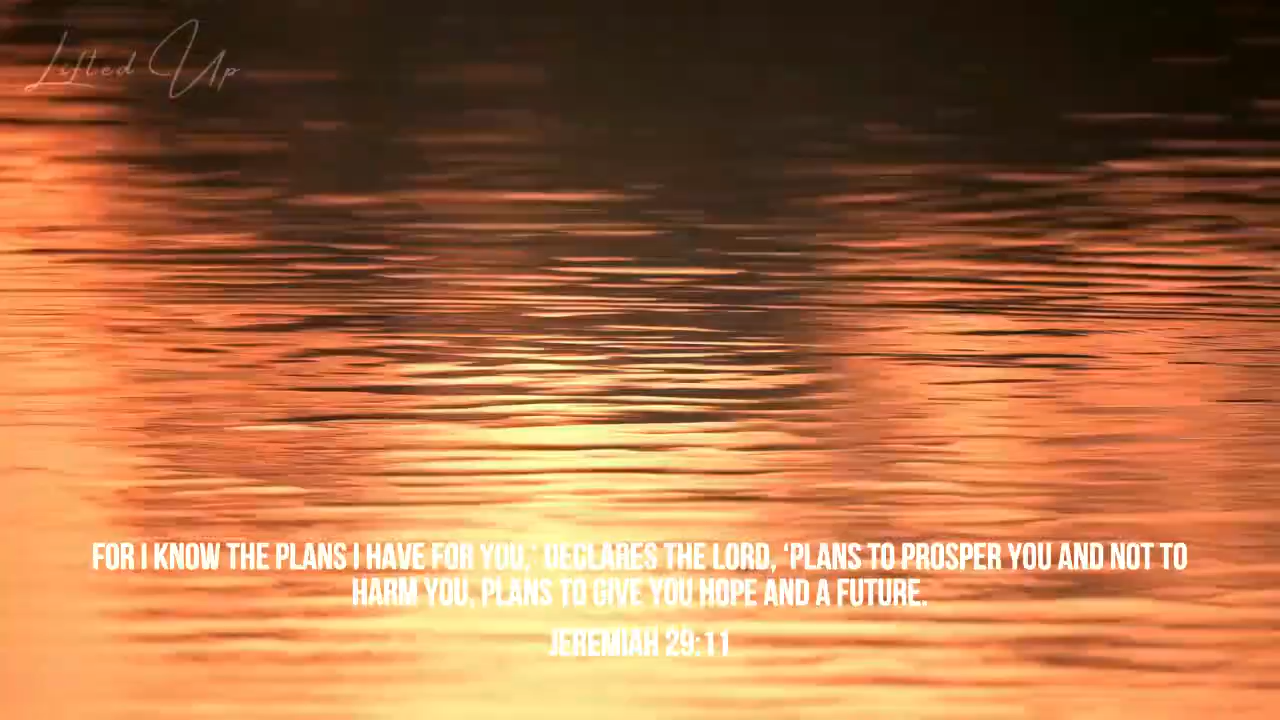 Lifted Up
FOR I KNOW THE PLANS I HAVE FOR YOU,’ DECLARES THE LORD, ‘PLANS TO PROSPER YOU AND NOT TO
HARM YOU, PLANS TO GIVE YOU HOPE AND A FUTURE.
JEREMIAH 29:11